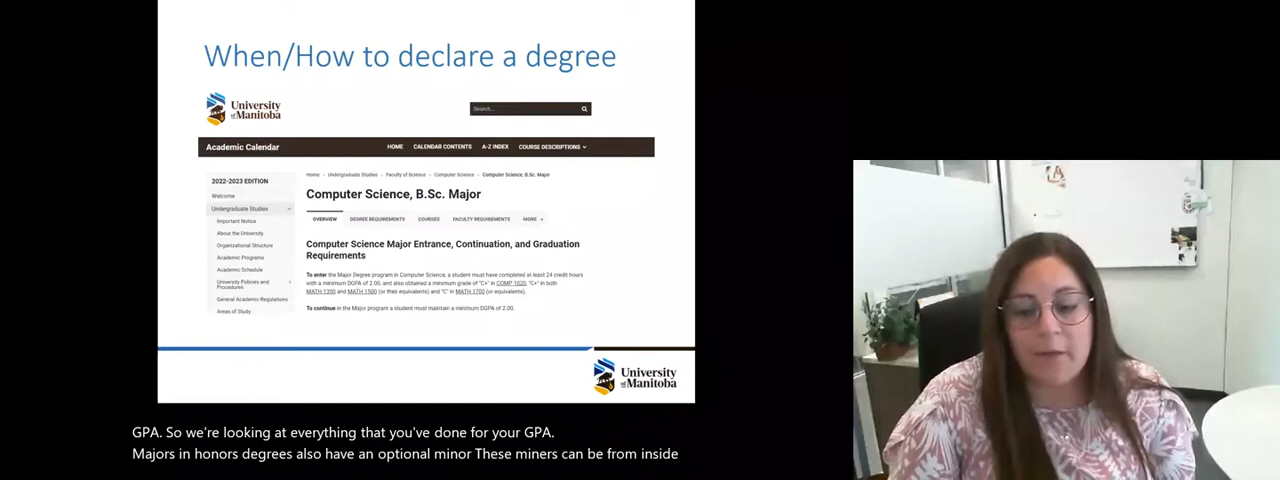 When/How to declare a degree
University
of Manitoba
Search...
Academic Calendar
HOME CALENDAR CONTENTS A-Z INDEX COURSE DESCRIPTIONS
2022-2023 EDITION
Welcome
Undergraduate Studies
Important Notice
About the University
Organizational Structure
Academic Programs
Academic Schedule
University Policies and
Procedures
General Academic Regulations
Areas of Study
Home Undergraduate Studies Faculty of Science Computer Science Computer Science, B.Sc. Major
Computer Science, B.Sc. Major
OVERVIEW DEGREE REQUIREMENTS COURSES FACULTY REQUIREMENTS MORE
Computer Science Major Entrance, Continuation, and Graduation
Requirements
To enter the Major Degree program in Computer Science, a student must have completed at least 24 credit hours
with a minimum DGPA of 2.00, and also obtained a minimum grade of "C+" in COMP 1020, "C+" in both
MATH 1300 and MATH 1500 (or their equivalents) and "C" in MATH 1700 (or equivalents).
To continue in the Major program a student must maintain a minimum DGPA of 2.00.
University
of Manitoba
GPA. So we're looking at everything that you've done for your GPA.
Majors in honors degrees also have an optional minor These miners can be from inside